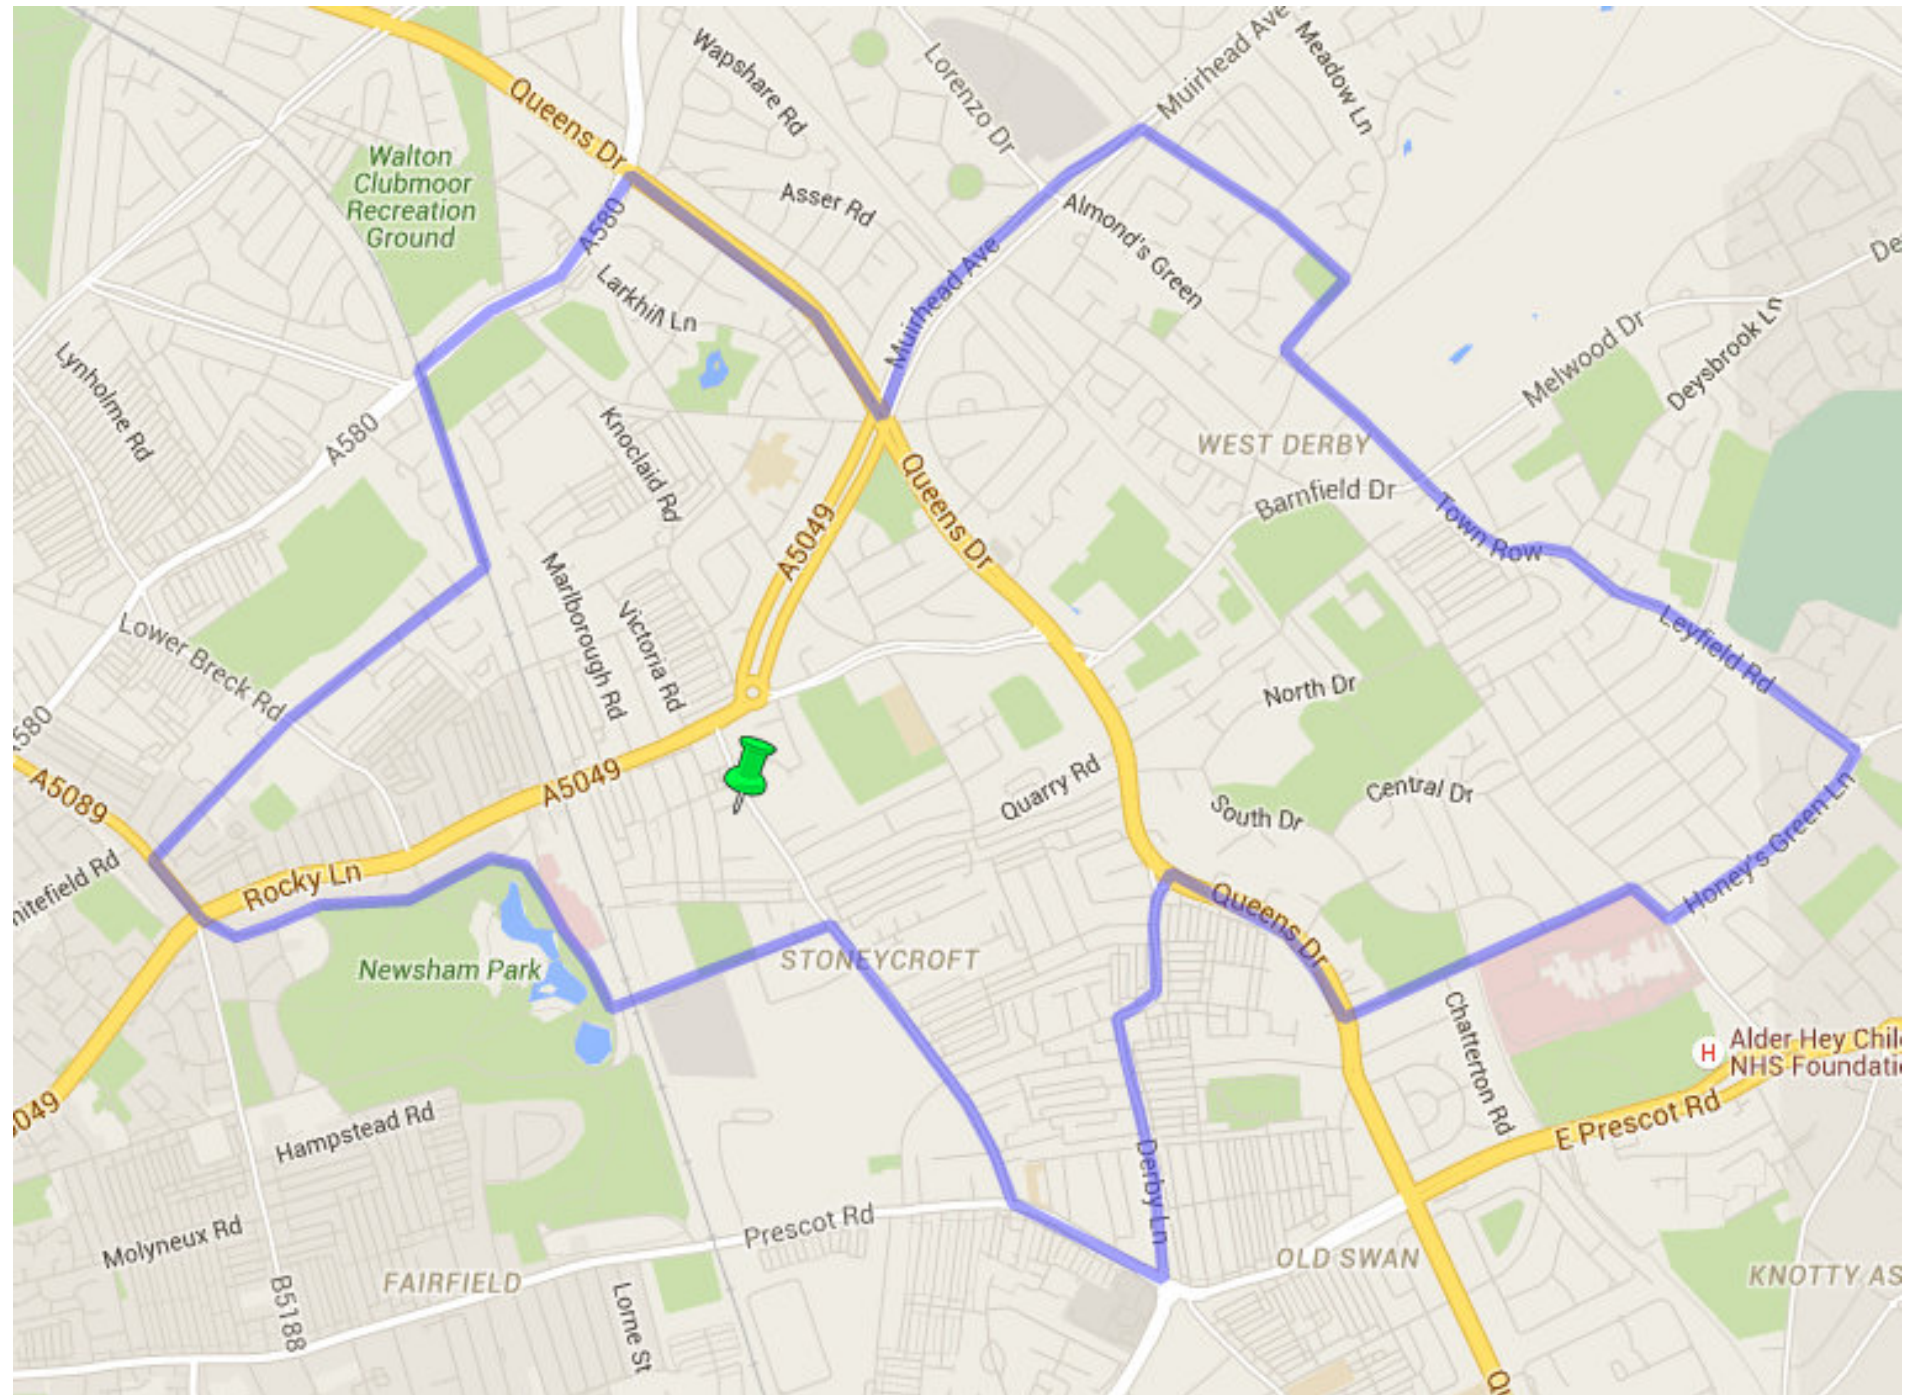 Wapshare Rd
Lorenzo Dr
Muirhead Ave
Meadow Ln
Queens Dr
Walton
Clubmoor
Recreation
Ground
Asser Rd
A580
Almond's Green
Muirhead Ave
Larkhill Ln
Melwood Dr
Deysbrook Ln
De
Lynholme Rd
A580
Knoclaid Rd
WEST DERBY
Queens Dr
Barnfield Dr
A5049
Town Row
Marlborough Rd
Victoria Rd
Lower Breck Rd
Leyfield Rd
North Dr
A5089
A5049
Quarry Rd
South Dr
Central Dr
Rocky Ln
Honey's Green Ln
Queens Dr
Newsham Park
STONEYCROFT
Chatterton Rd
H
Alder Hey Chil
NHS Foundati
E Prescot Rd
Hampstead Rd
Derby Ln
Prescot Rd
Molyneux Rd
OLD SWAN
KNOTTY AS
FAIRFIELD
B5188
Lorne St